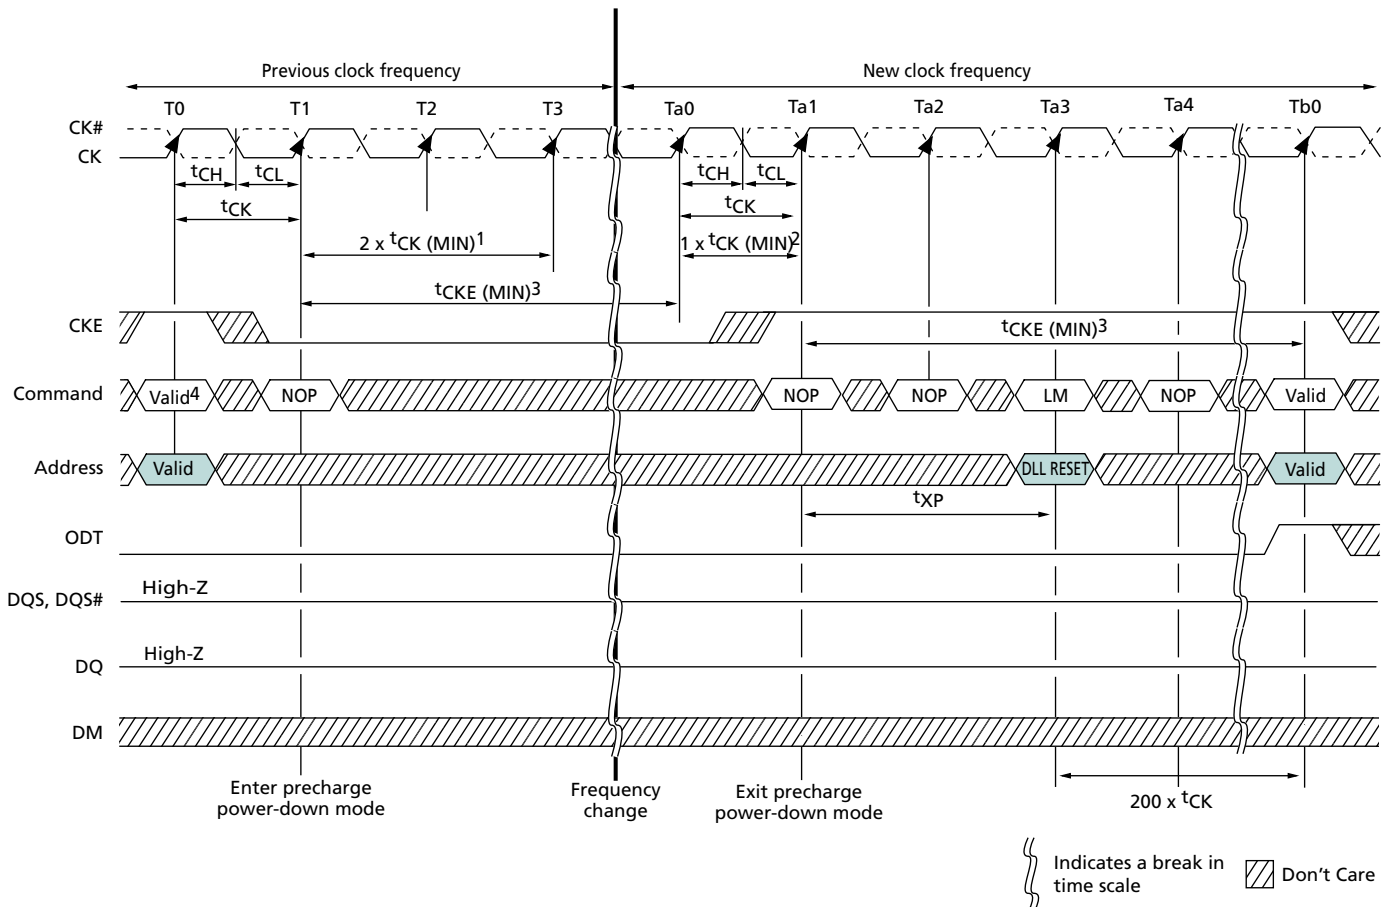 Previous clock frequency New clock frequency
T0 T1 T2 T3 Ta0 Ta1 Ta2 Ta3 Ta4 Tb0
CK#
CK
tCH tCL tCH tCL
tCK tCK
2 x tCK (MIN)1 1 x tCK (MIN)2
tCKE (MIN)3
CKE
tCKE (MIN)3
Command Valid4 NOP NOP NOP LM NOP Valid
Address Valid DLL RESET Valid
tXP
ODT
High-Z
DQS, DQS#
High-Z
DQ
DM
Enter precharge
power-down mode
Frequency
change
Exit precharge
power-down mode
200 x tCK
Indicates a break in
time scale
Don't Care